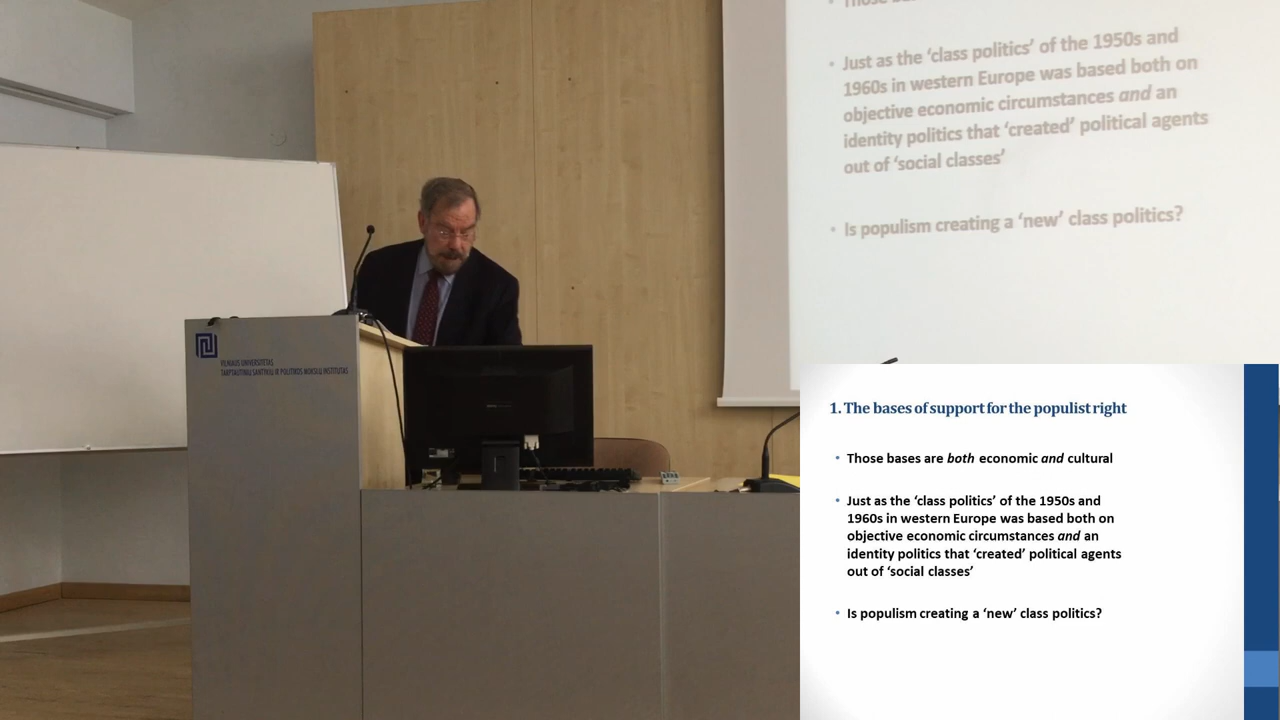 Just as the ‘class politics’ of the 1950s and
1960s in western Europe was based both on
objective economic circumstances and an
identity politics that ‘created’ political agents
out of ‘social classes’
Is populism creating a ‘new’ class politics?
VILNIAUS UNIVERSITETAS
TARPTAUTINIŲ SANTYKIŲ IR POLITIKOS MOKSLŲ INSTITUTAS
1. The bases of support for the populist right
Those bases are both economic and cultural
Just as the ‘class politics’ of the 1950s and
1960s in western Europe was based both on
objective economic circumstances and an
identity politics that ‘created’ political agents
out of ‘social classes’
Is populism creating a ‘new’ class politics?